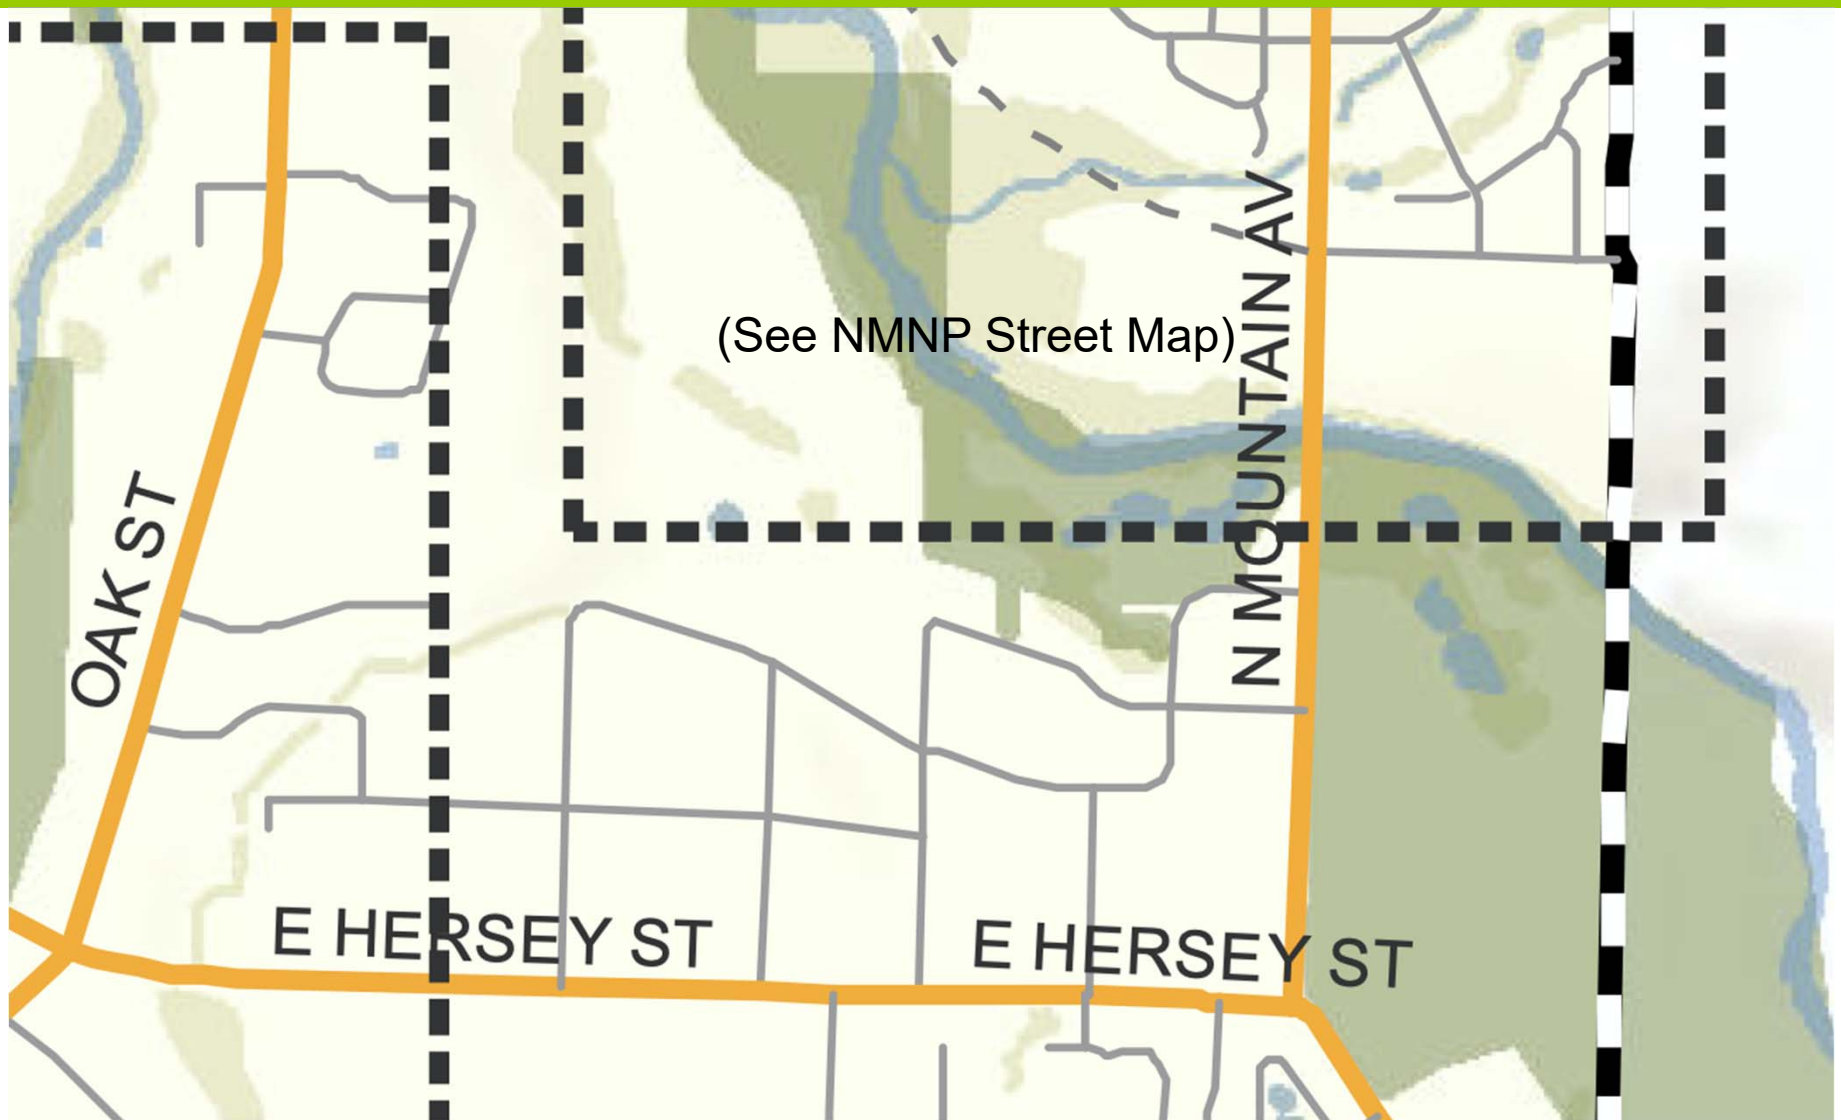 (See NMNP Street Map)
N MOUNTAIN AV
OAK ST
E HERSEY ST
E HERSEY ST